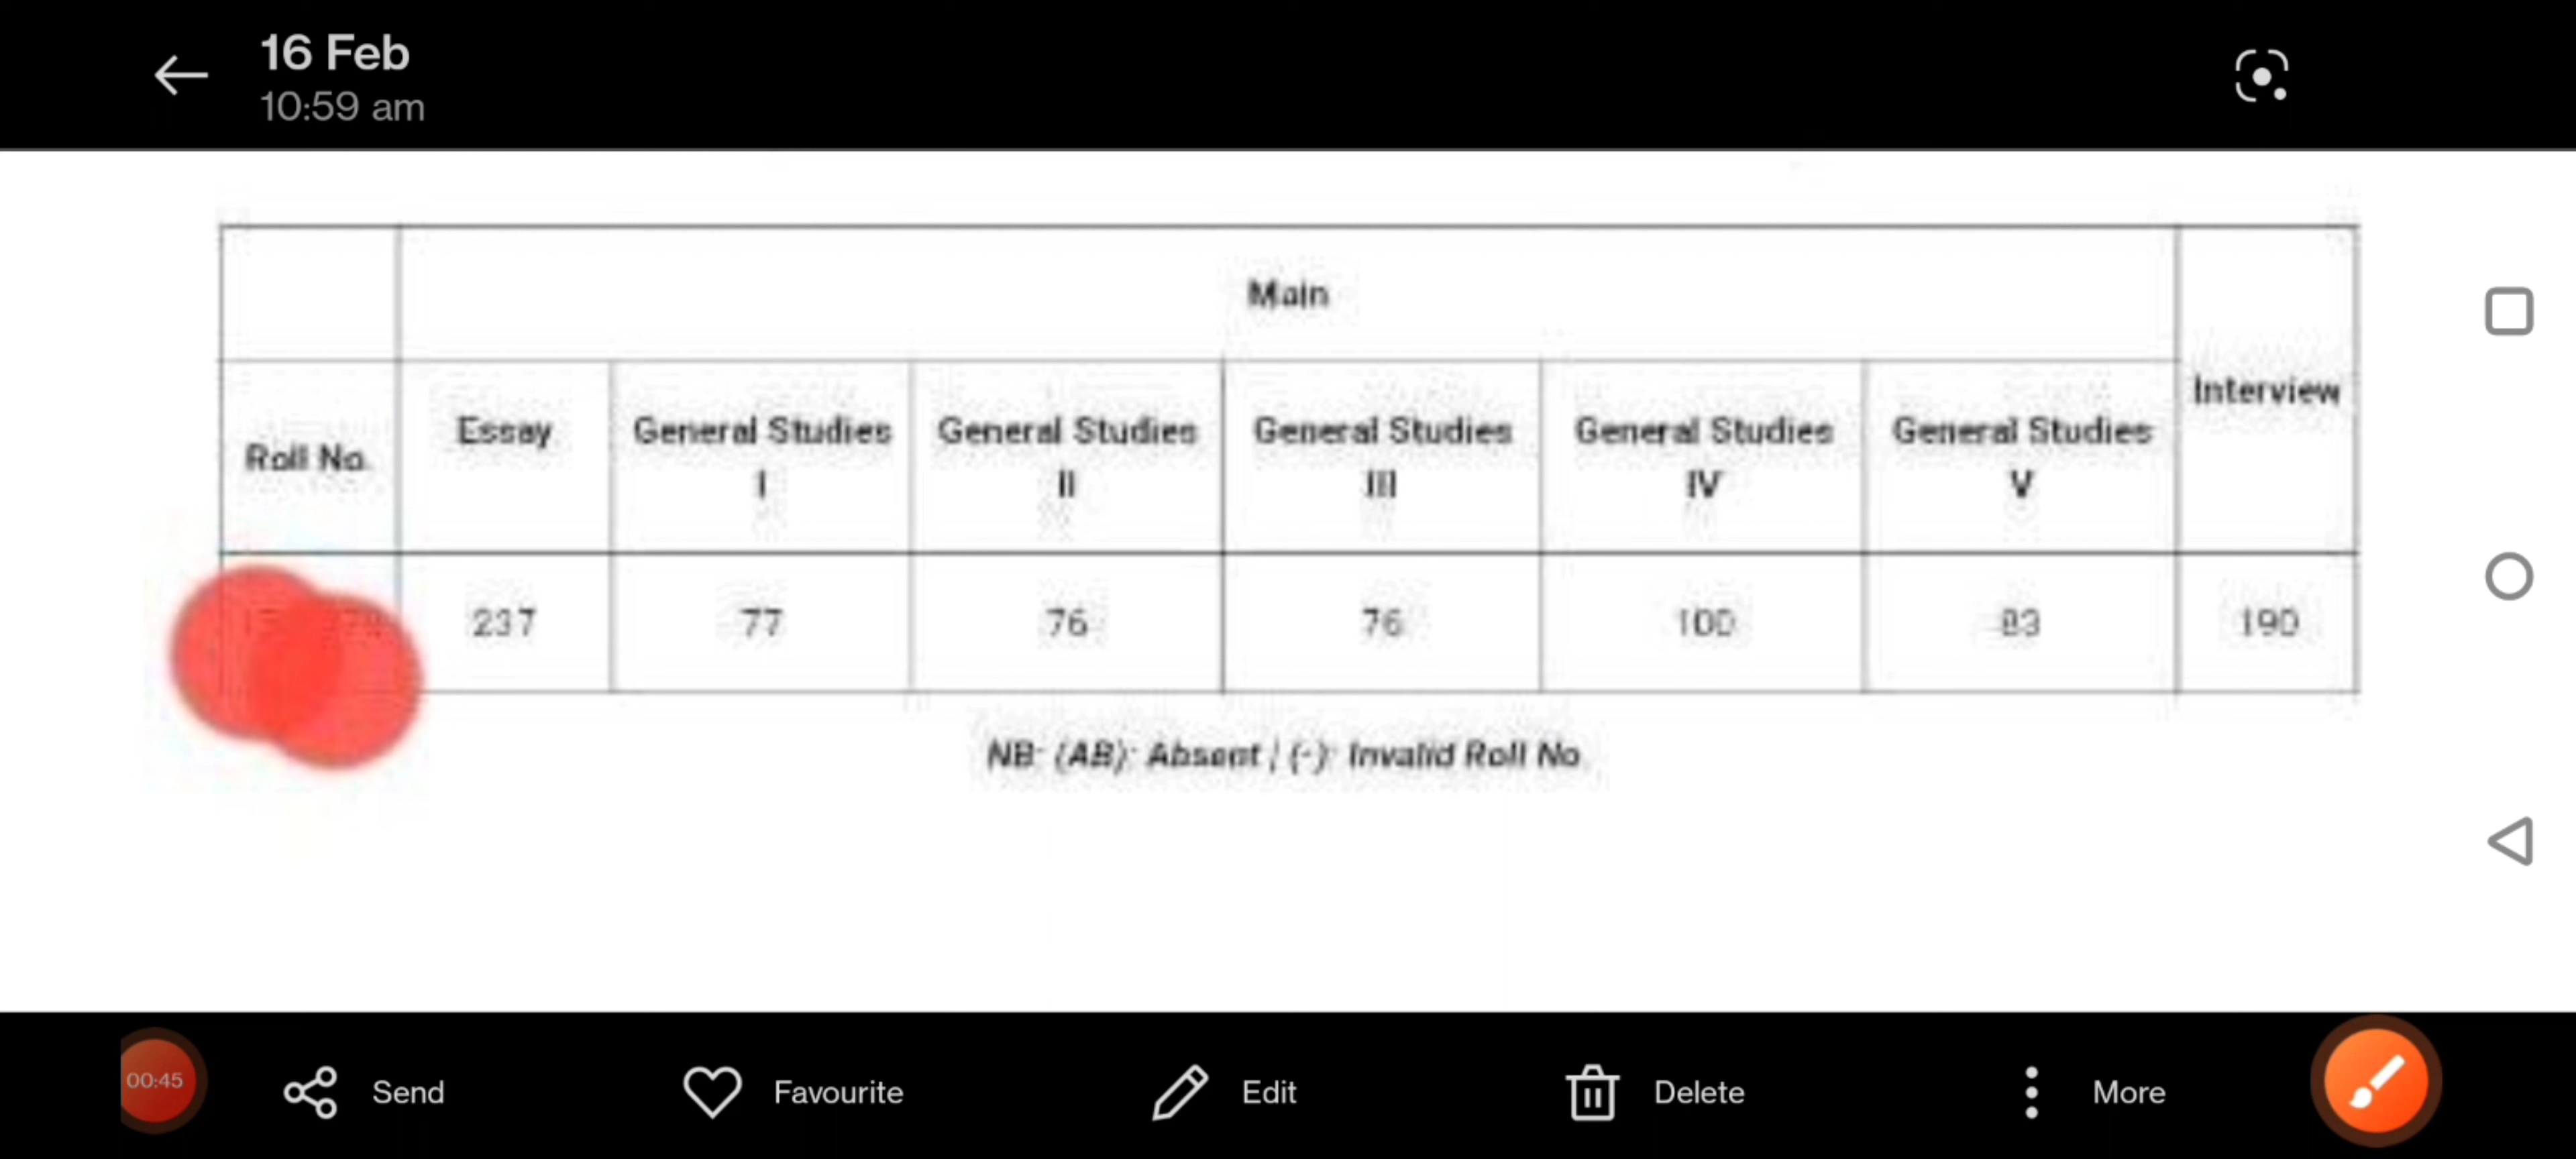 16 Feb
10:59 am
Main
Interview
Roll No.
Essay
General Studies I
General Studies II
General Studies III
General Studies IV
General Studies V
237 77 76 76 100 83 190
NB: (AB): Absent | (-): Invalid Roll No.
00:45 Send Favourite Edit Delete More